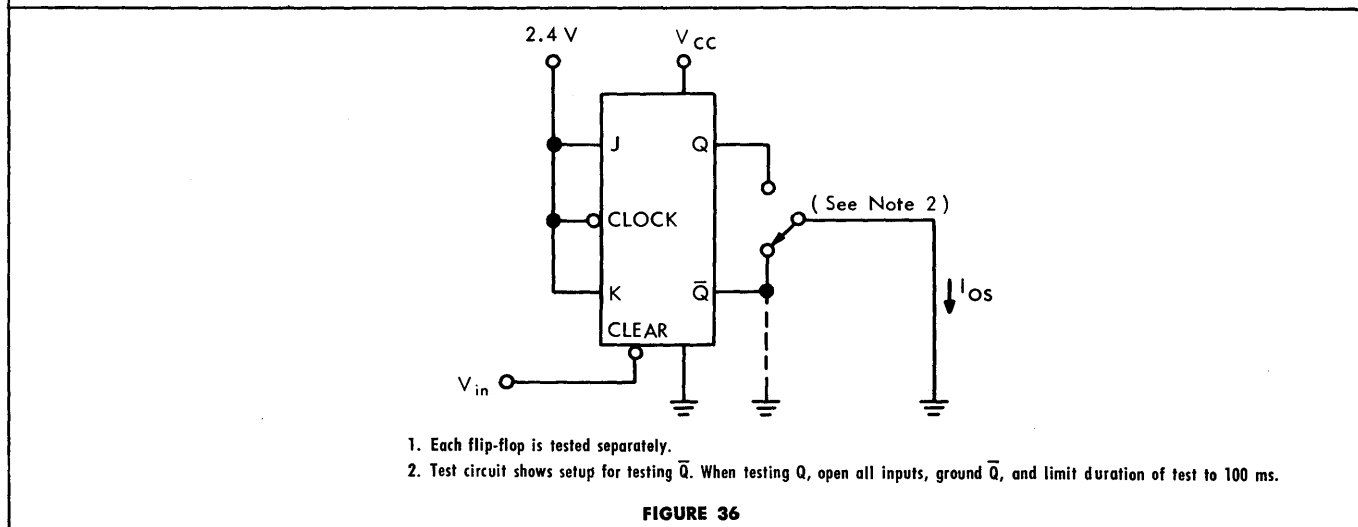 2.4 V
V CC
J
Q
CLOCK
(See Note 2)
K
Q̅
IOS
CLEAR
Vin
1. Each flip-flop is tested separately.
2. Test circuit shows setup for testing Q̅. When testing Q, open all inputs, ground Q̅, and limit duration of test to 100 ms.
FIGURE 36